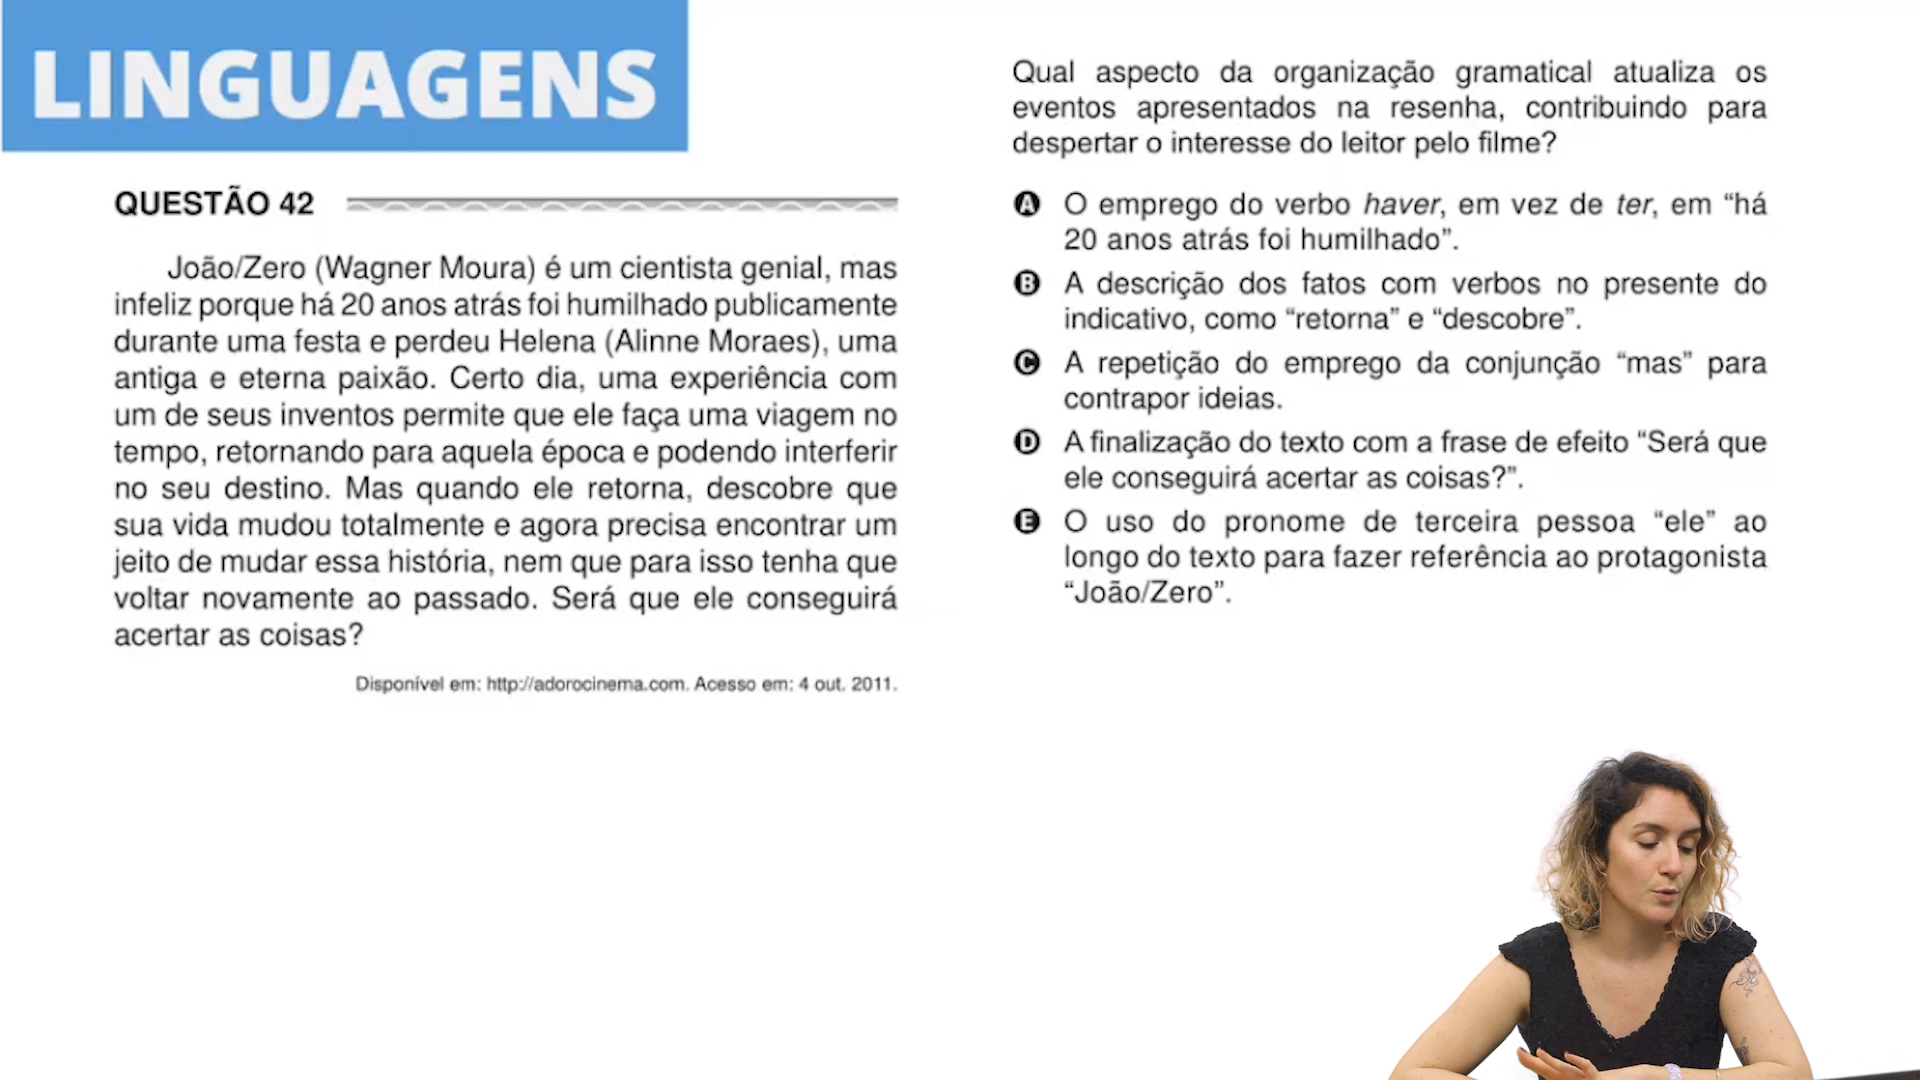 LINGUAGENS
QUESTÃO 42
João/Zero (Wagner Moura) é um cientista genial, mas
infeliz porque há 20 anos atrás foi humilhado publicamente
durante uma festa e perdeu Helena (Alinne Moraes), uma
antiga e eterna paixão. Certo dia, uma experiência com
um de seus inventos permite que ele faça uma viagem no
tempo, retornando para aquela época e podendo interferir
no seu destino. Mas quando ele retorna, descobre que
sua vida mudou totalmente e agora precisa encontrar um
jeito de mudar essa história, nem que para isso tenha que
voltar novamente ao passado. Será que ele conseguirá
acertar as coisas?
Disponível em: http://adorocinema.com. Acesso em: 4 out. 2011.
Qual aspecto da organização gramatical atualiza os
eventos apresentados na resenha, contribuindo para
despertar o interesse do leitor pelo filme?
A O emprego do verbo haver, em vez de ter, em “há
20 anos atrás foi humilhado”.
B A descrição dos fatos com verbos no presente do
indicativo, como “retorna” e “descobre”.
C A repetição do emprego da conjunção “mas” para
contrapor ideias.
D A finalização do texto com a frase de efeito “Será que
ele conseguirá acertar as coisas?”.
E O uso do pronome de terceira pessoa “ele” ao
longo do texto para fazer referência ao protagonista
“João/Zero”.